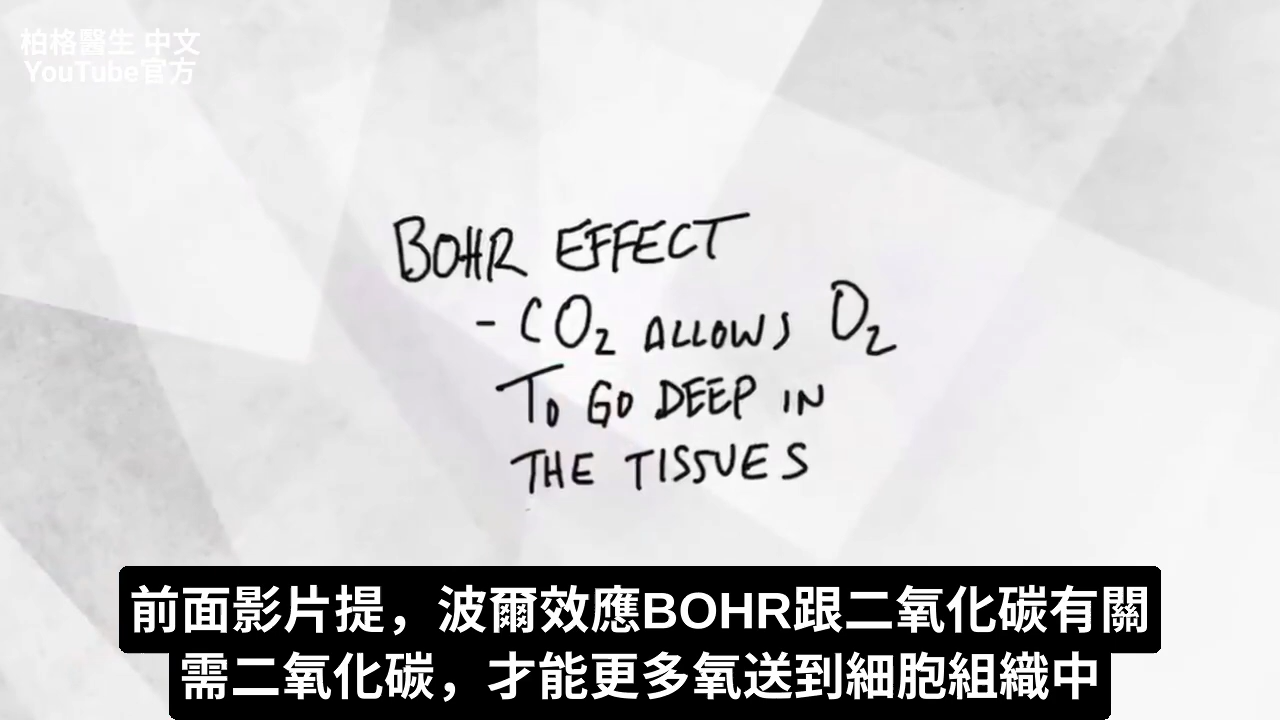 柏格醫生 中文
YouTube官方
BOHR EFFECT
- CO₂ ALLOWS O₂
TO GO DEEP IN
THE TISSUES
前面影片提，波爾效應BOHR跟二氧化碳有關
需二氧化碳，才能更多氧送到細胞組織中